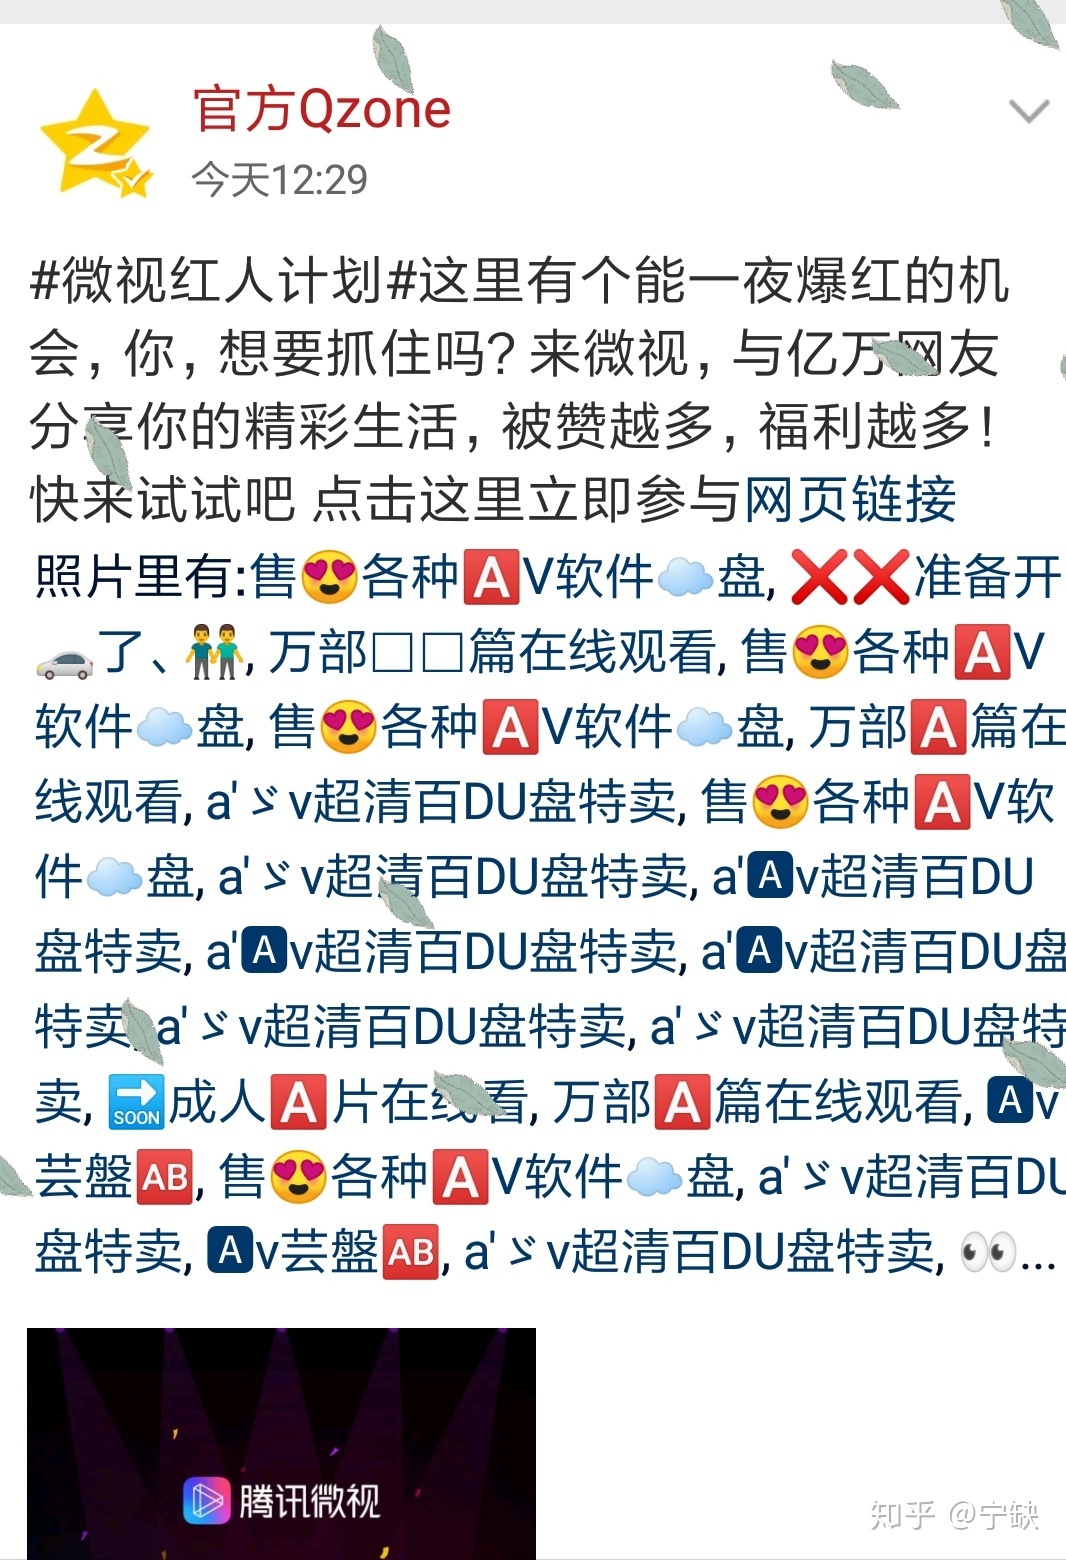 官方Qzone
今天12:29
#微视红人计划#这里有个能一夜爆红的机
会，你，想要抓住吗？来微视，与亿万网友
分享你的精彩生活，被赞越多，福利越多！
快来试试吧 点击这里立即参与网页链接
照片里有:售😍各种🅰V软件☁️盘, ❌❌准备开
🚗了、👬, 万部□□篇在线观看, 售😍各种🅰V
软件☁️盘, 售😍各种🅰V软件☁️盘, 万部🅰篇在
线观看, a'ゞv超清百DU盘特卖, 售😍各种🅰V软
件☁️盘, a'ゞv超清百DU盘特卖, a'🅰v超清百DU
盘特卖, a'🅰v超清百DU盘特卖, a'🅰v超清百DU盘
特卖, a'ゞv超清百DU盘特卖, a'ゞv超清百DU盘特
卖, 🔜成人🅰片在线看, 万部🅰篇在线观看, 🅰v
芸盤🆎, 售😍各种🅰V软件☁️盘, a'ゞv超清百DU
盘特卖, 🅰v芸盤🆎, a'ゞv超清百DU盘特卖, 👀...
腾讯微视
知乎 @宁缺